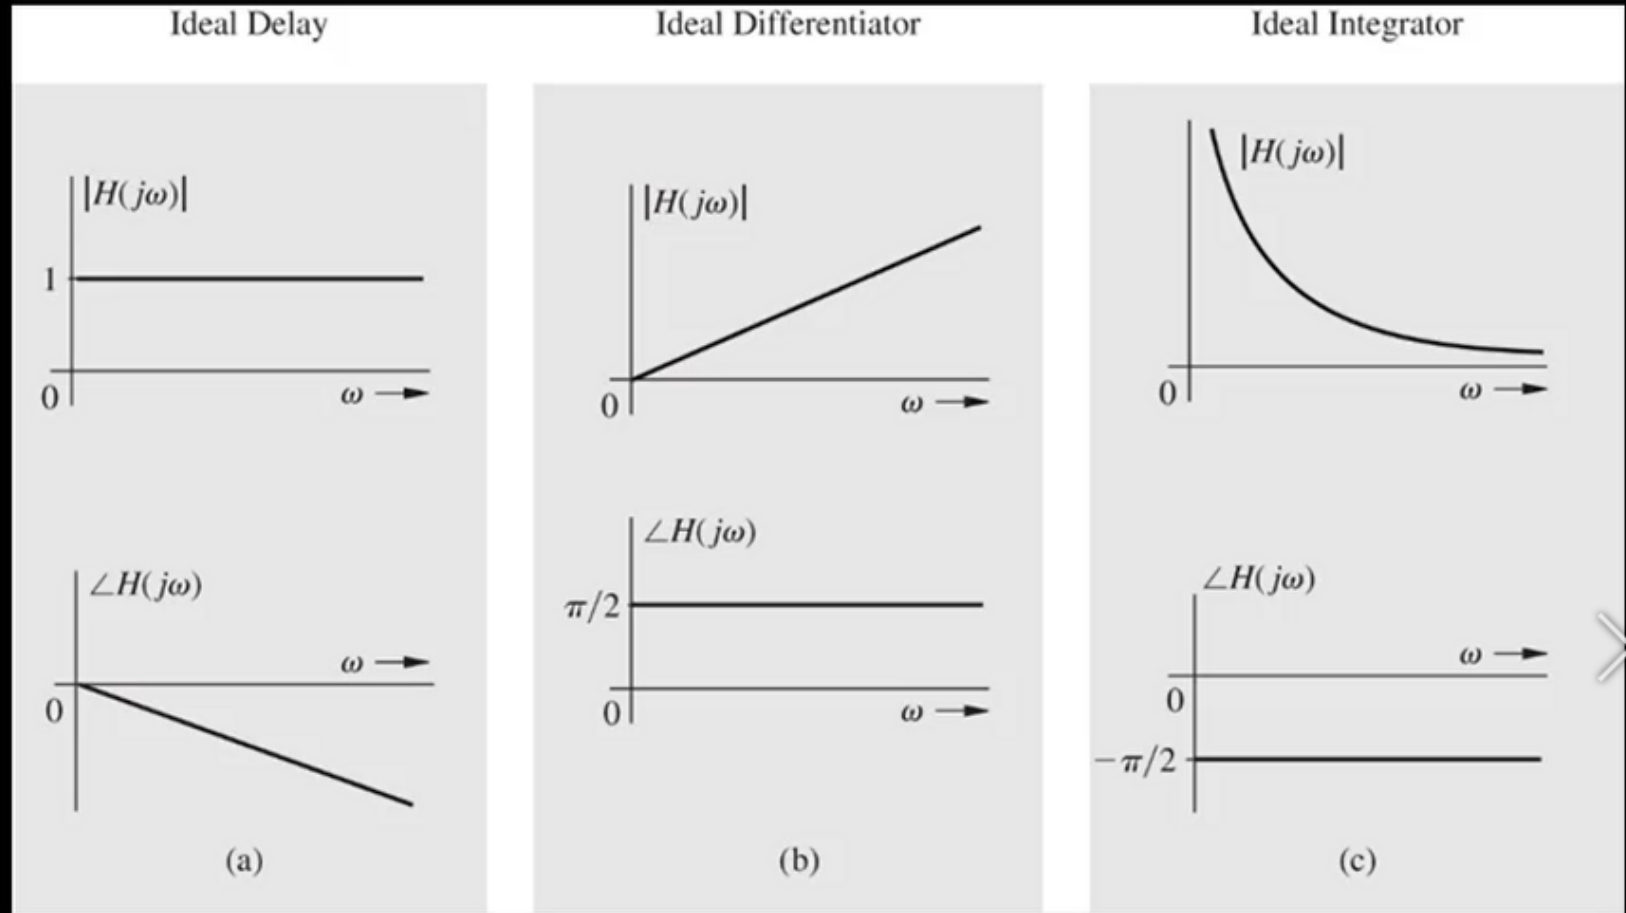 Ideal Delay
Ideal Differentiator
Ideal Integrator
|H(jω)|
1
0
ω
∠H(jω)
ω
0
(a)
|H(jω)|
0
ω
∠H(jω)
π/2
0
ω
(b)
|H(jω)|
0
ω
∠H(jω)
ω
0
−π/2
(c)